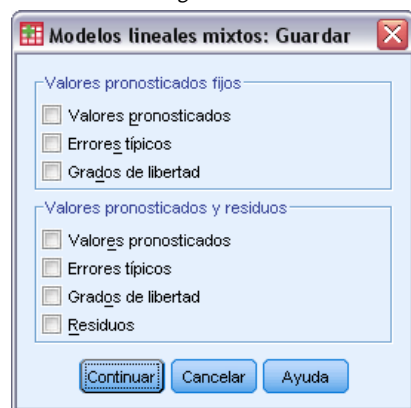 Modelos lineales mixtos: Guardar
Valores pronosticados fijos
Valores pronosticados
Errores típicos
Grados de libertad
Valores pronosticados y residuos
Valores pronosticados
Errores típicos
Grados de libertad
Residuos
Continuar Cancelar Ayuda